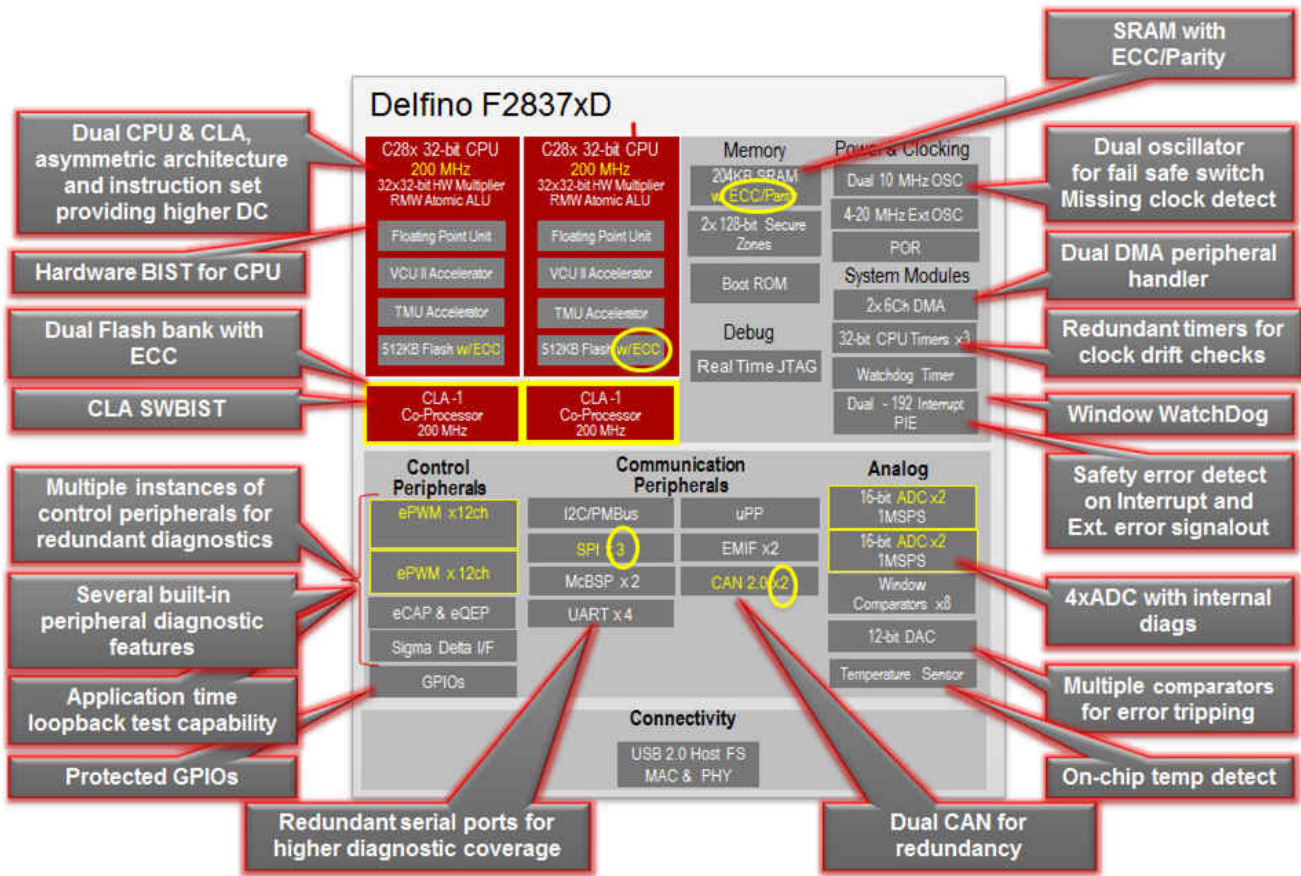 SRAM with
ECC/Parity
Delfino F2837xD
Dual CPU & CLA,
asymmetric architecture
and instruction set
providing higher DC
Hardware BIST for CPU
Dual Flash bank with
ECC
CLA SWBIST
Multiple instances of
control peripherals for
redundant diagnostics
Several built-in
peripheral diagnostic
features
Application time
loopback test capability
Protected GPIOs
C28x 32-bit CPU
200 MHz
32x32-bit HW Multiplier
RMW Atomic ALU
Floating Point Unit
VCU II Accelerator
TMU Accelerator
512KB Flash w/ECC
CLA -1
Co-Processor
200 MHz
C28x 32-bit CPU
200 MHz
32x32-bit HW Multiplier
RMW Atomic ALU
Floating Point Unit
VCU II Accelerator
TMU Accelerator
512KB Flash w/ECC
CLA -1
Co-Processor
200 MHz
Memory
204KB SRAM
w/ ECC/Parity
2x 128-bit Secure
Zones
Boot ROM
Debug
Real Time JTAG
Power & Clocking
Dual 10 MHz OSC
4-20 MHz Ext OSC
POR
System Modules
2x 6Ch DMA
32-bit CPU Timers x3
Watchdog Timer
Dual - 192 Interrupt
PIE
Dual oscillator
for fail safe switch
Missing clock detect
Dual DMA peripheral
handler
Redundant timers for
clock drift checks
Window WatchDog
Safety error detect
on Interrupt and
Ext. error signalout
4xADC with internal
diags
Multiple comparators
for error tripping
On-chip temp detect
Control
Peripherals
ePWM x12ch
ePWM x 12ch
eCAP & eQEP
Sigma Delta I/F
GPIOs
Communication
Peripherals
I2C/PMBus
SPI x 3
McBSP x 2
UART x 4
uPP
EMIF x2
CAN 2.0 x2
Analog
16-bit ADC x2
1MSPS
16-bit ADC x2
1MSPS
Window
Comparators x8
12-bit DAC
Temperature Sensor
Connectivity
USB 2.0 Host FS
MAC & PHY
Redundant serial ports for
higher diagnostic coverage
Dual CAN for
redundancy